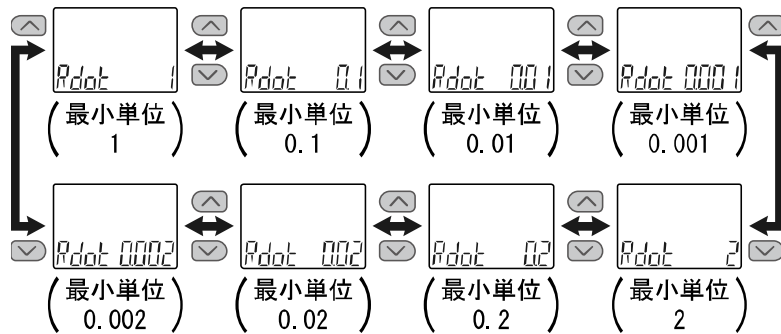 Rdot 1
Rdot 0.1
Rdot 0.01
Rdot 0.001
最小単位
1
最小単位
0.1
最小単位
0.01
最小単位
0.001
Rdot 0.002
Rdot 0.02
Rdot 0.2
Rdot 2
最小単位
0.002
最小単位
0.02
最小単位
0.2
最小単位
2